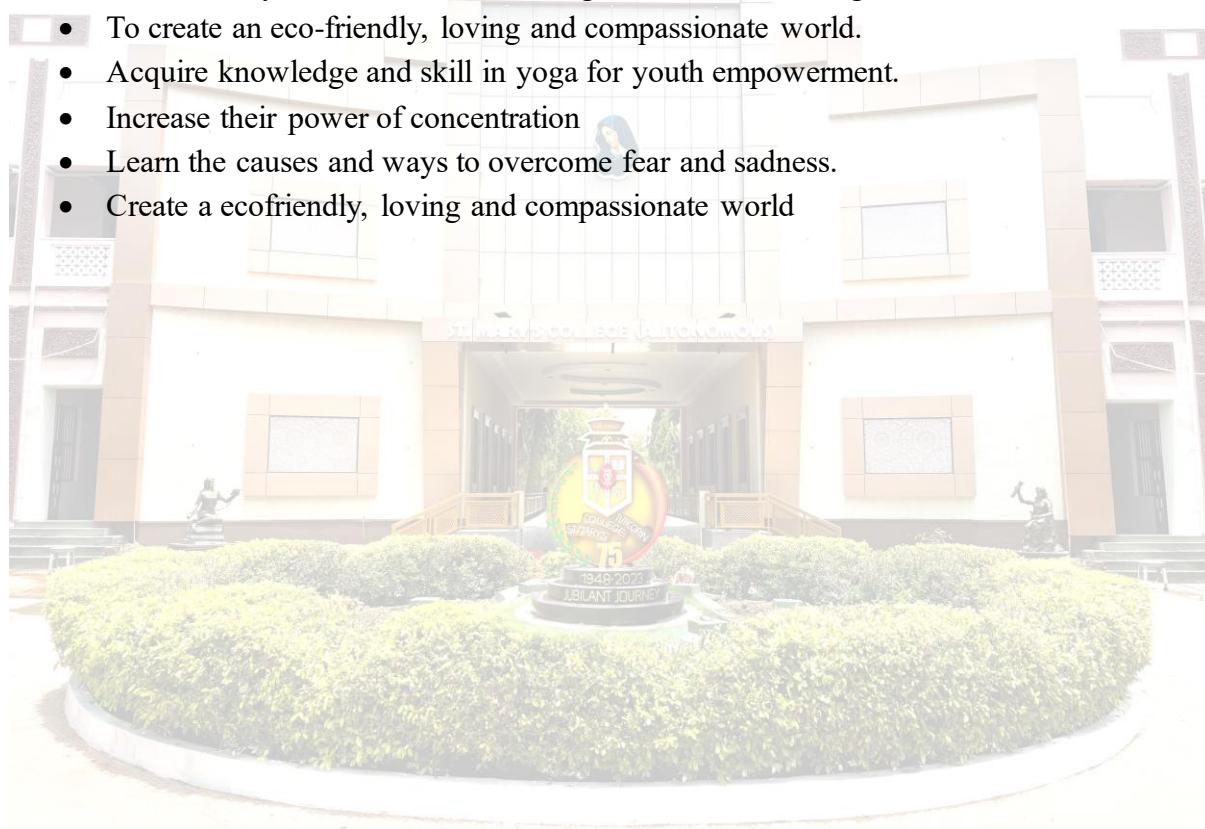 • To create an eco-friendly, loving and compassionate world.
• Acquire knowledge and skill in yoga for youth empowerment.
• Increase their power of concentration
• Learn the causes and ways to overcome fear and sadness.
• Create a ecofriendly, loving and compassionate world
ST. MARY'S COLLEGE (AUTONOMOUS)
75
1948-2023
JUBILANT JOURNEY